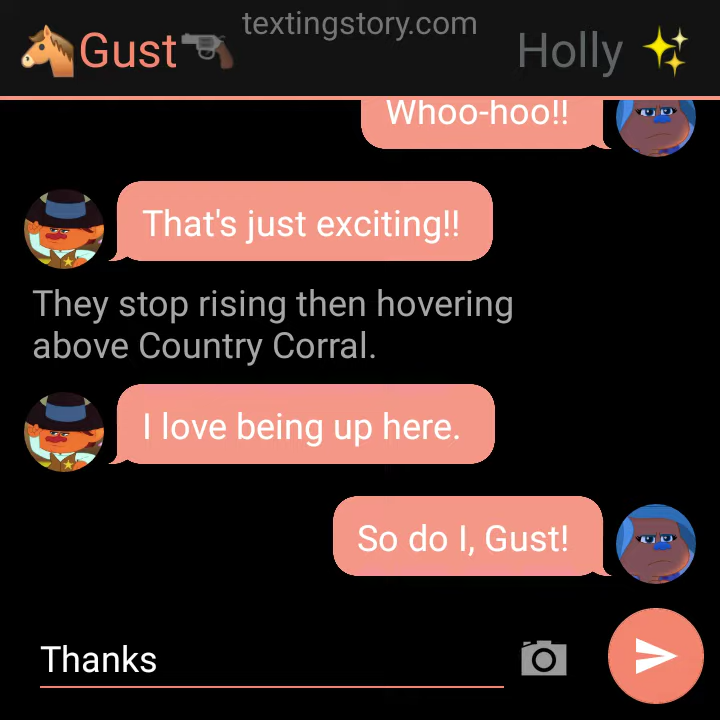 textingstory.com
🐴Gust🔫
Holly ✨
Whoo-hoo!!
That's just exciting!!
They stop rising then hovering
above Country Corral.
I love being up here.
So do I, Gust!
Thanks